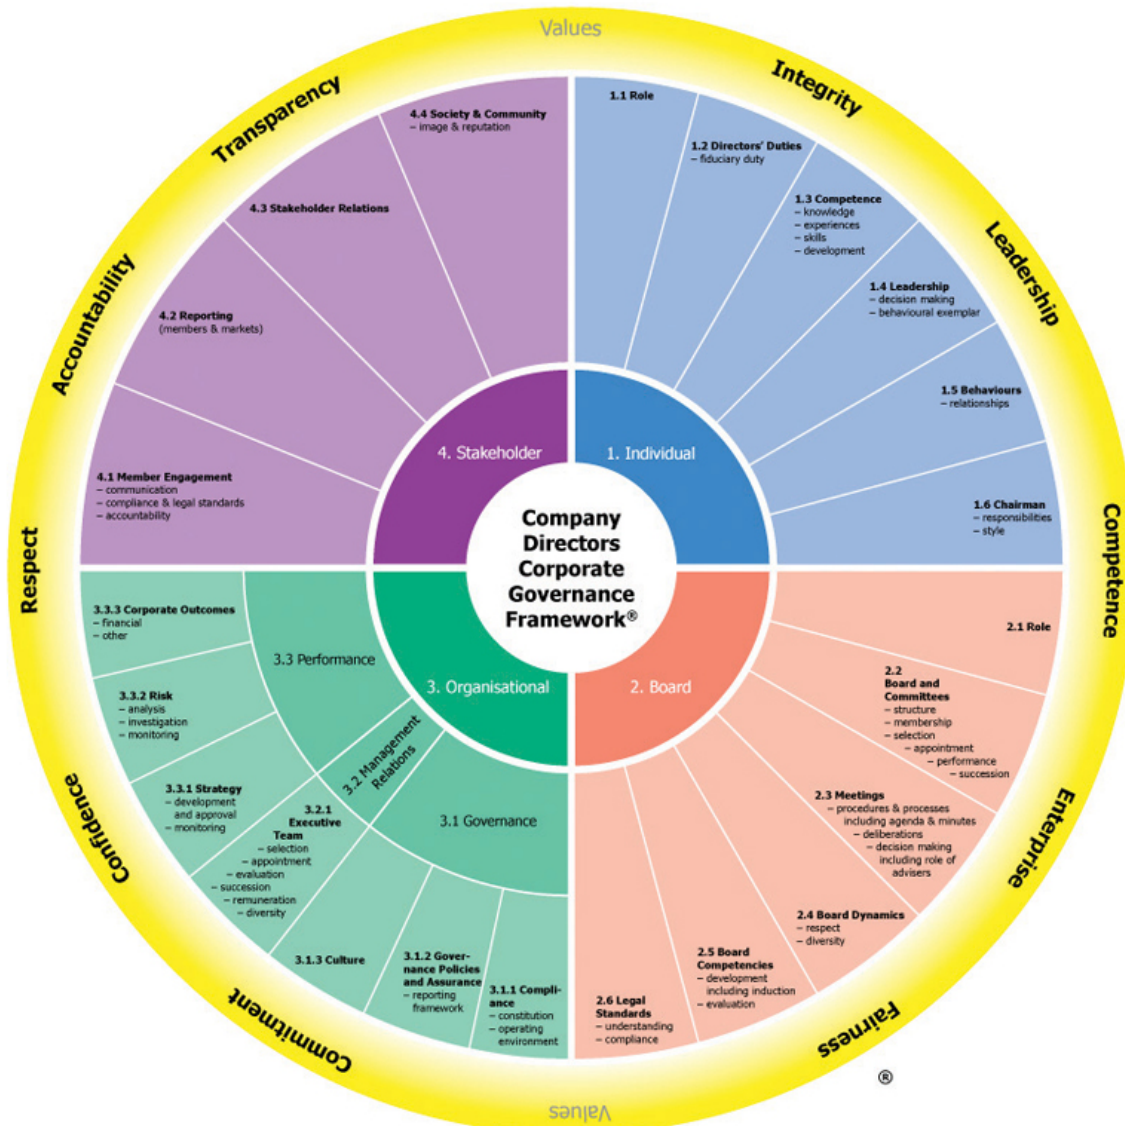 Values
Integrity
Leadership
Competence
Enterprise
Fairness
Values
Commitment
Confidence
Respect
Accountability
Transparency
Company
Directors
Corporate
Governance
Framework®
1. Individual
1.1 Role
1.2 Directors' Duties
– fiduciary duty
1.3 Competence
– knowledge
– experiences
– skills
– development
1.4 Leadership
– decision making
– behavioural exemplar
1.5 Behaviours
– relationships
1.6 Chairman
– responsibilities
– style
2. Board
2.1 Role
2.2
Board and
Committees
– structure
– membership
– selection
– appointment
– performance
– succession
2.3 Meetings
– procedures & processes
including agenda & minutes
– deliberations
– decision making
including role of
advisers
2.4 Board Dynamics
– respect
– diversity
2.5 Board
Competencies
– development
including induction
– evaluation
2.6 Legal
Standards
– understanding
– compliance
3. Organisational
3.1 Governance
3.1.1 Compli-
ance
– constitution
– operating
environment
3.1.2 Gover-
nance Policies
and Assurance
– reporting
framework
3.1.3 Culture
3.2 Management
Relations
3.2.1
Executive
Team
– selection
– appointment
– evaluation
– succession
– remuneration
– diversity
3.3 Performance
3.3.1 Strategy
– development
and approval
– monitoring
3.3.2 Risk
– analysis
– investigation
– monitoring
3.3.3 Corporate Outcomes
– financial
– other
4. Stakeholder
4.1 Member Engagement
– communication
– compliance & legal standards
– accountability
4.2 Reporting
(members & markets)
4.3 Stakeholder Relations
4.4 Society & Community
– image & reputation
®